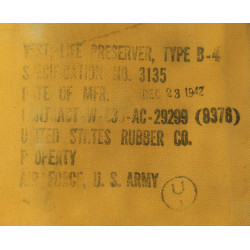 VEST-LIFE PRESERVER, TYPE B-4
SPECIFICATION NO. 3135
DATE OF MFR. DEC 28 1942
CONTRACT-W-535-AC-29299 (8378)
UNITED STATES RUBBER CO.
PROPERTY
AIR FORCE, U. S. ARMY
U